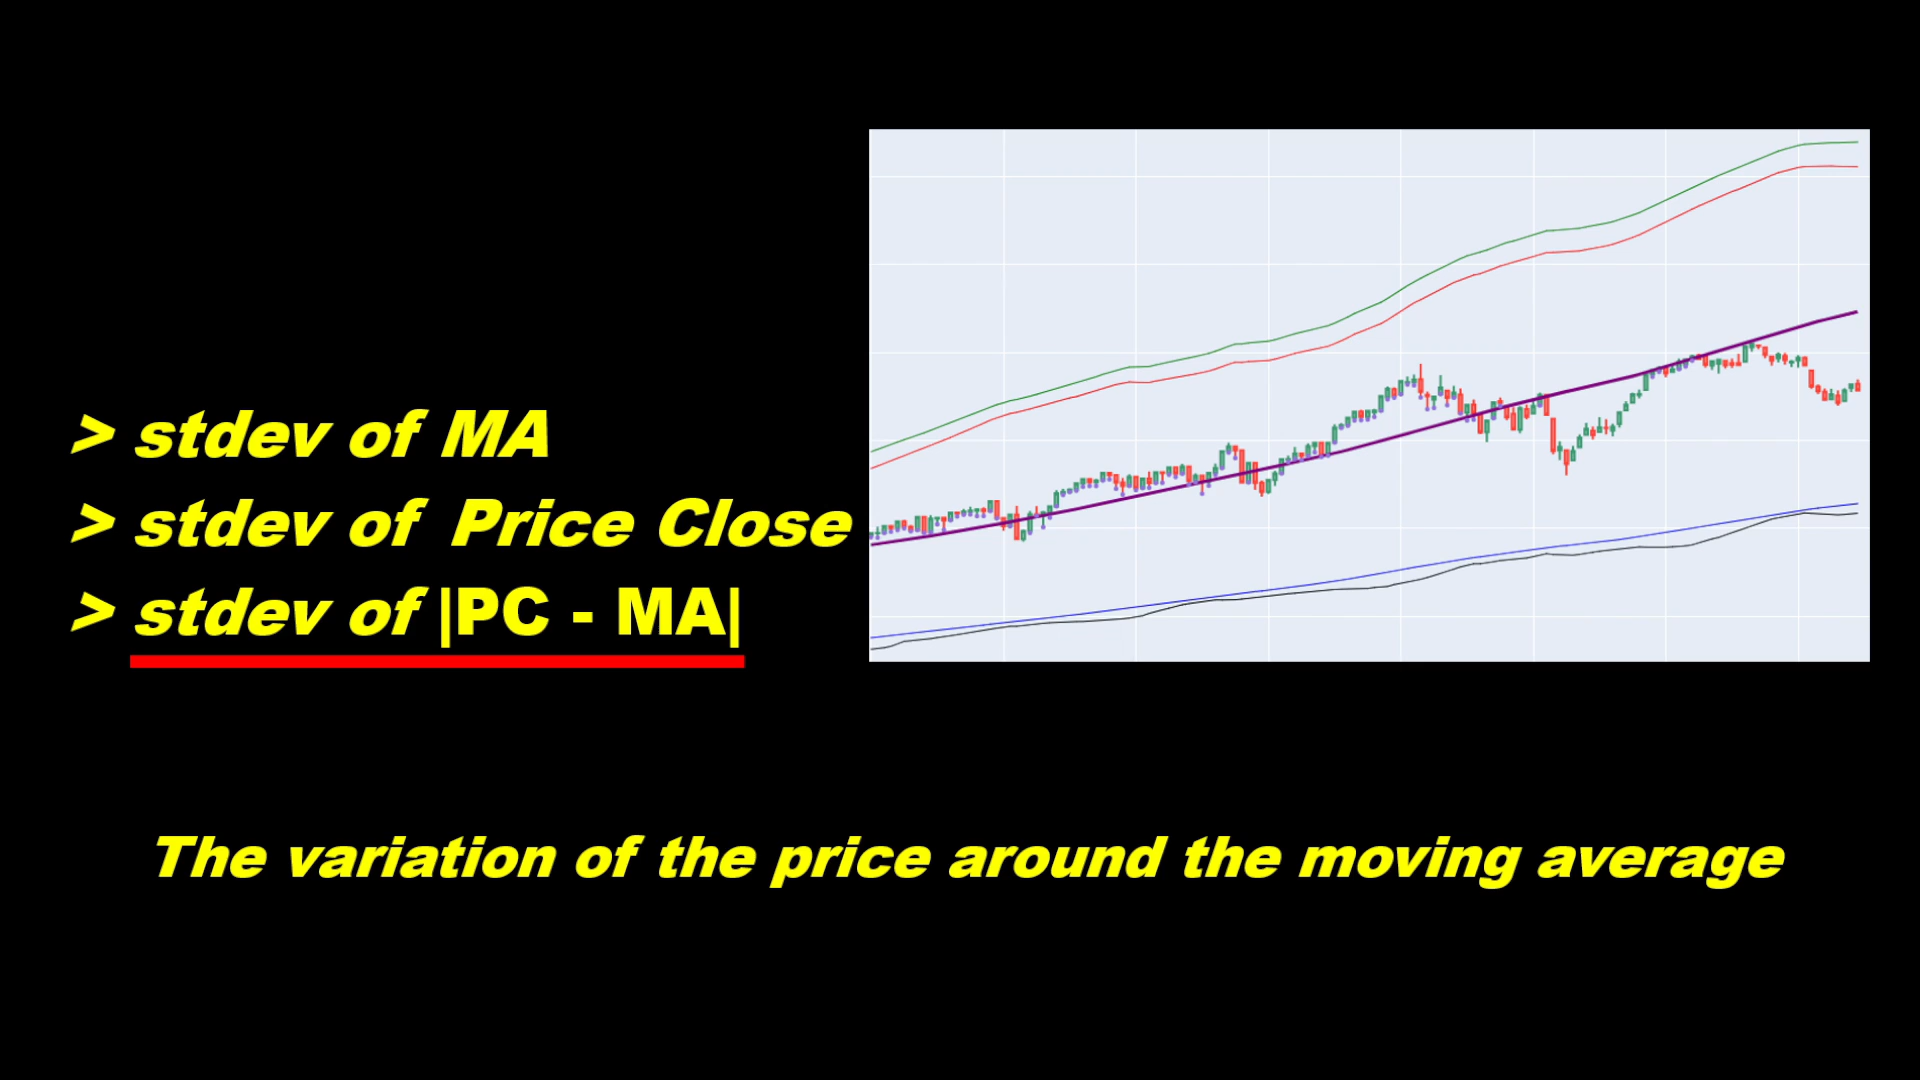 > stdev of MA
> stdev of Price Close
> stdev of |PC - MA|
The variation of the price around the moving average